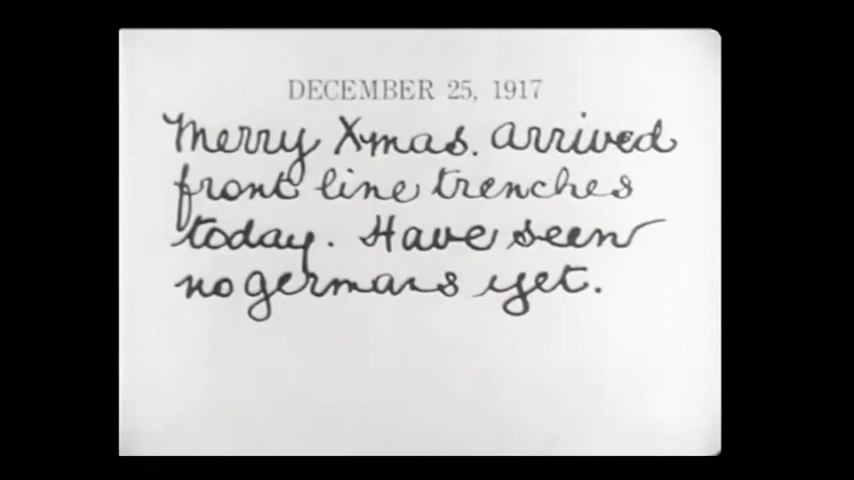 DECEMBER 25, 1917
Merry Xmas. arrived
front line trenches
today. Have seen
no germans yet.